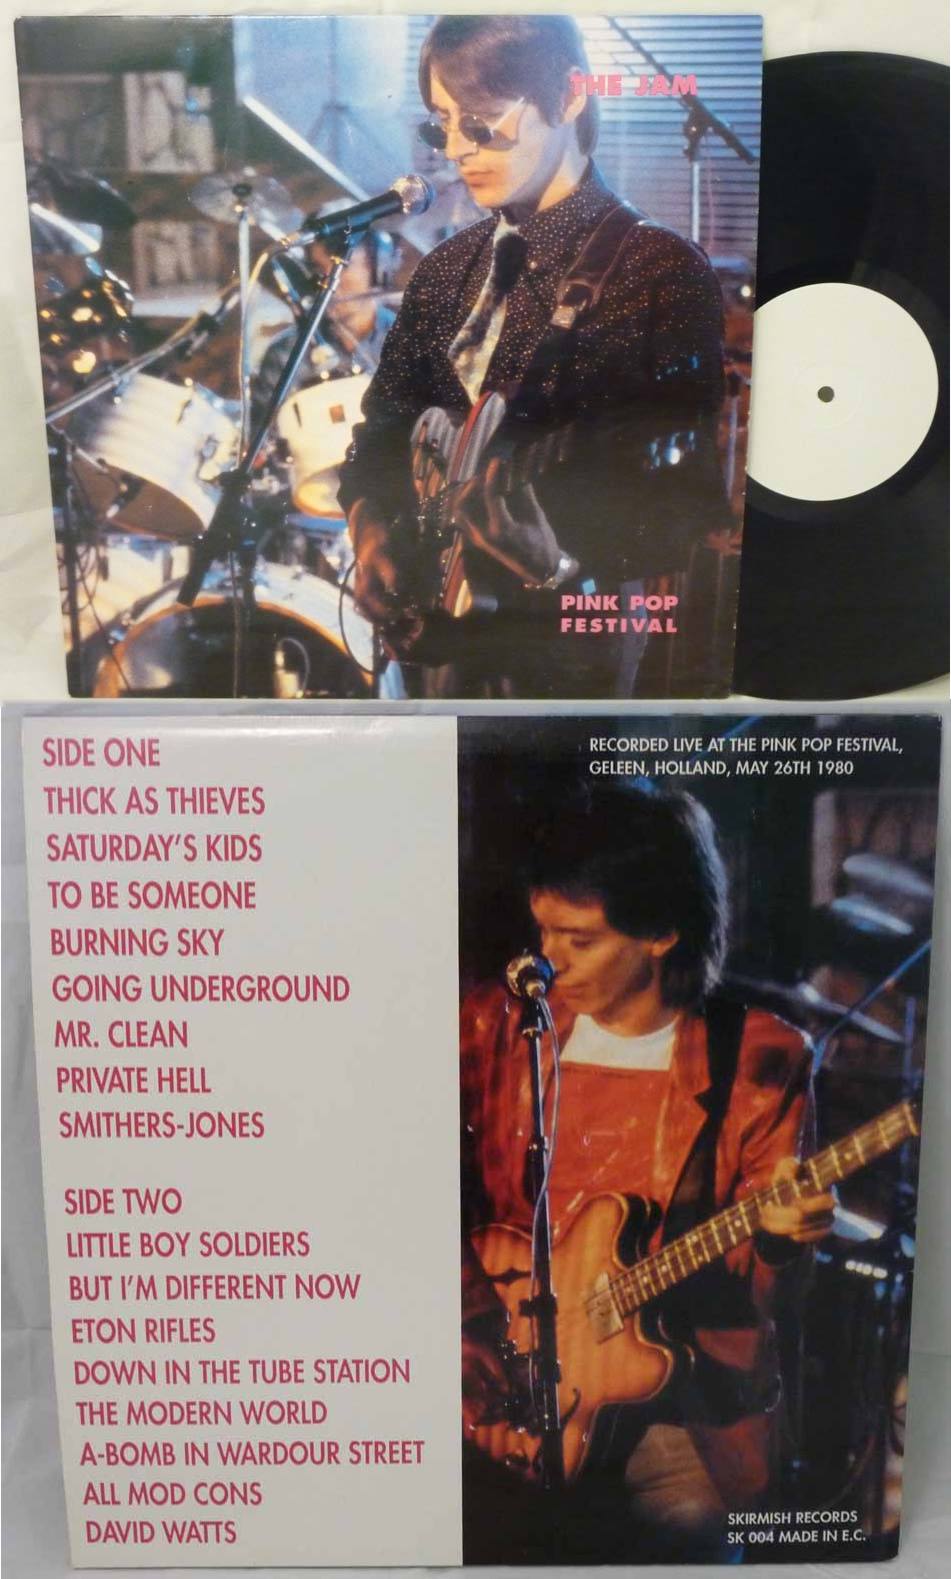 THE JAM
PINK POP
FESTIVAL
SIDE ONE
THICK AS THIEVES
SATURDAY'S KIDS
TO BE SOMEONE
BURNING SKY
GOING UNDERGROUND
MR. CLEAN
PRIVATE HELL
SMITHERS-JONES
SIDE TWO
LITTLE BOY SOLDIERS
BUT I'M DIFFERENT NOW
ETON RIFLES
DOWN IN THE TUBE STATION
THE MODERN WORLD
A-BOMB IN WARDOUR STREET
ALL MOD CONS
DAVID WATTS
RECORDED LIVE AT THE PINK POP FESTIVAL,
GELEEN, HOLLAND, MAY 26TH 1980
SKIRMISH RECORDS
SK 004 MADE IN E.C.